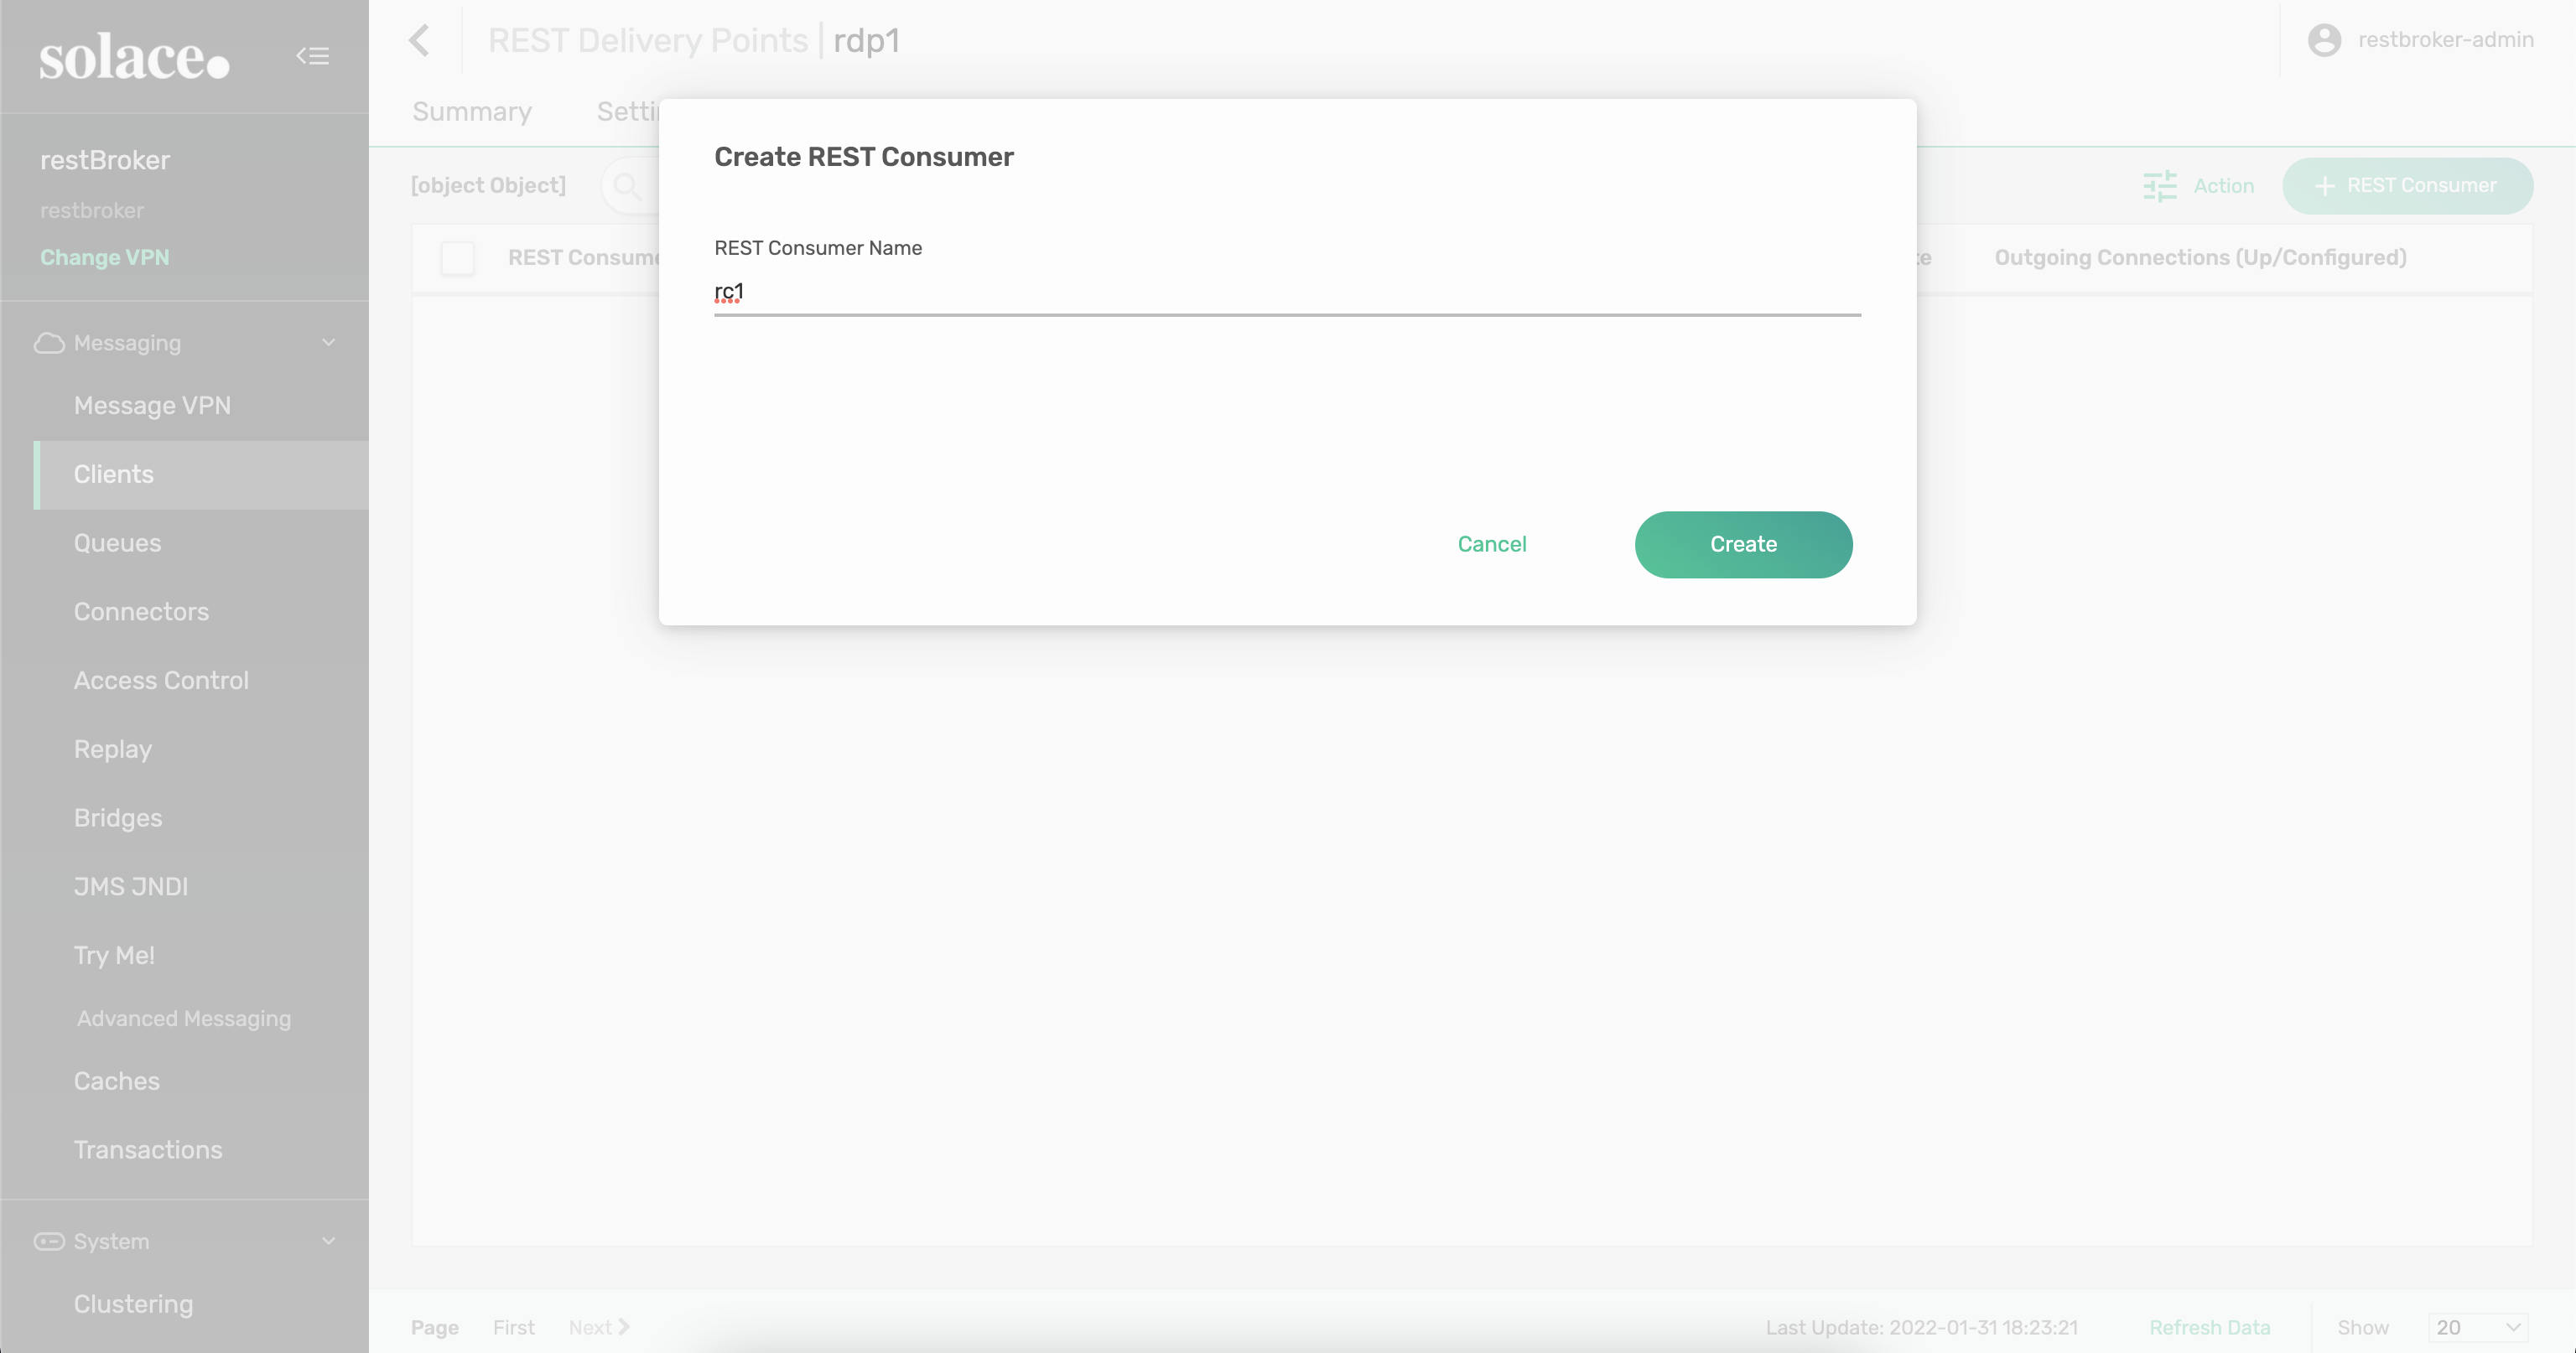 solace
restBroker
restbroker
Change VPN
Messaging
Message VPN
Clients
Queues
Connectors
Access Control
Replay
Bridges
JMS JNDI
Try Me!
Advanced Messaging
Caches
Transactions
System
Clustering
REST Delivery Points | rdp1
restbroker-admin
Summary Setti
[object Object]
Action
+ REST Consumer
REST Consume
te
Outgoing Connections (Up/Configured)
Create REST Consumer
REST Consumer Name
rc1
Cancel
Create
Page First Next
Last Update: 2022-01-31 18:23:21
Refresh Data
Show 20